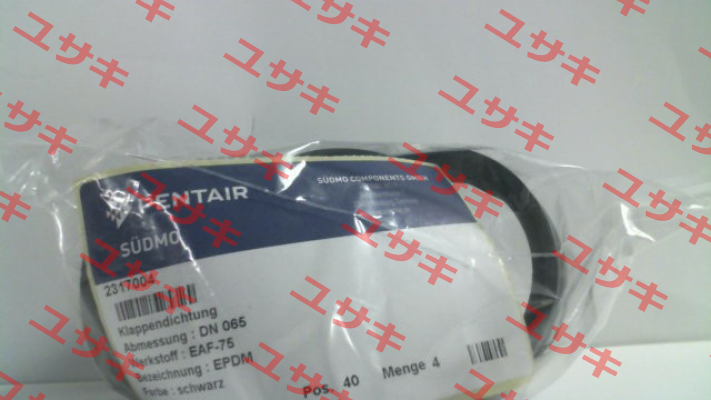 PENTAIR
SÜDMO COMPONENTS GMBH
SÜDMO
2317004
Klappendichtung
Abmessung : DN 065
Werkstoff : EAF-75
Bezeichnung : EPDM
Farbe : schwarz
Pos. 40 Menge 4
ユサキ